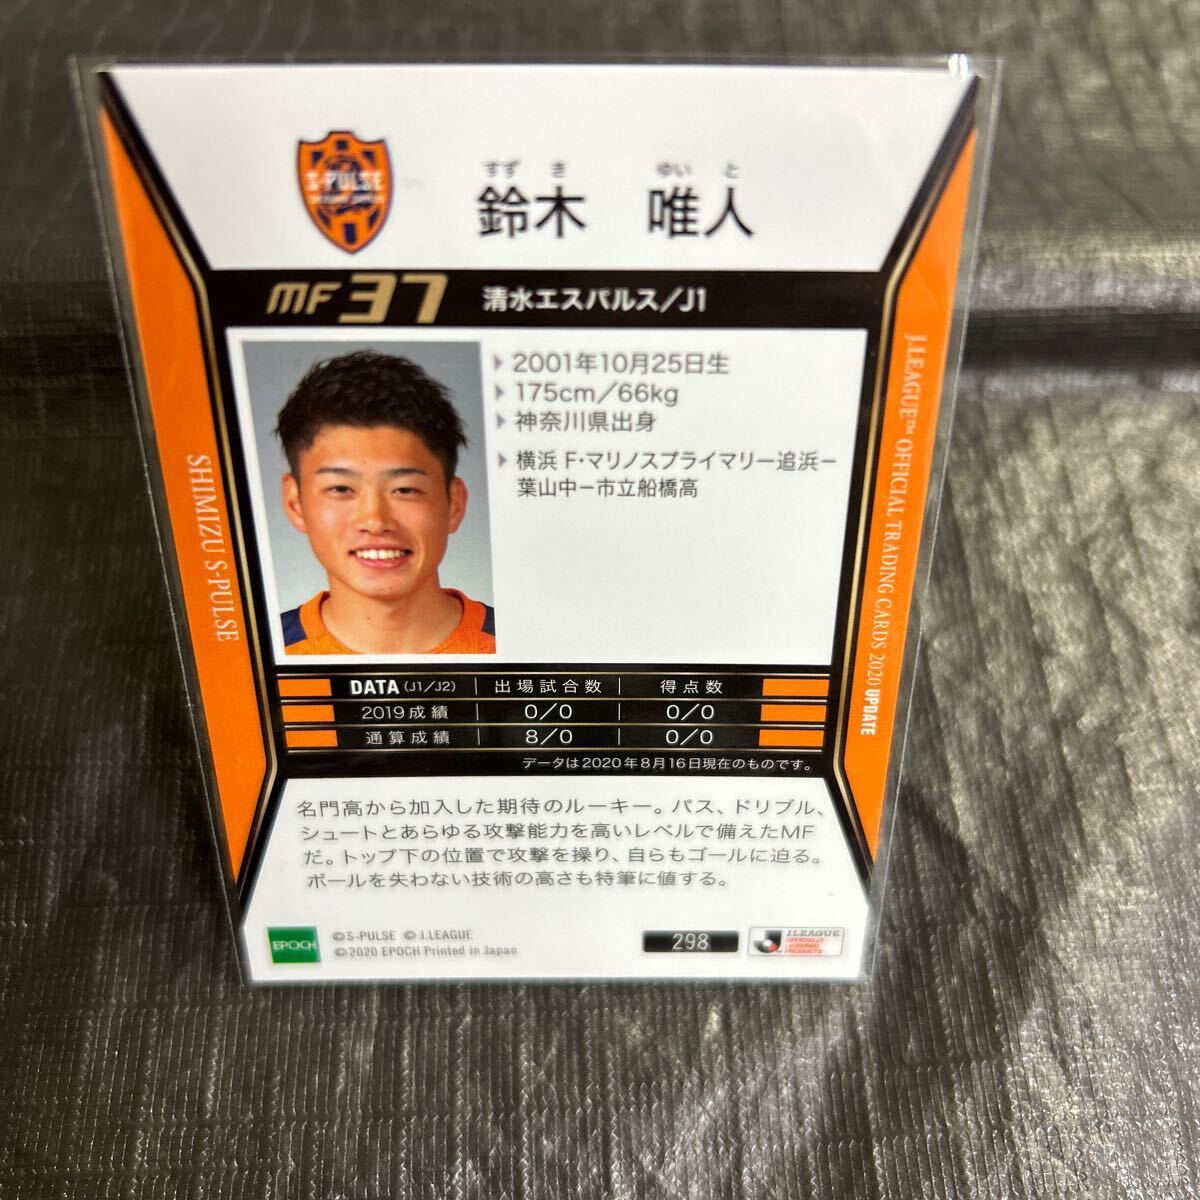 S-PULSE
すず き ゆい と
鈴木 唯人
MF 37 清水エスパルス/J1
2001年10月25日生
175cm/66kg
神奈川県出身
横浜 F・マリノスプライマリー追浜−
葉山中−市立船橋高
SHIMIZU S-PULSE
J.LEAGUE™ OFFICIAL TRADING CARDS 2020 UPDATE
DATA (J1/J2) 出場試合数 得点数
2019成績 0/0 0/0
通算成績 8/0 0/0
データは2020年8月16日現在のものです。
名門高から加入した期待のルーキー。パス、ドリブル、
シュートとあらゆる攻撃能力を高いレベルで備えたMF
だ。トップ下の位置で攻撃を操り、自らもゴールに迫る。
ボールを失わない技術の高さも特筆に値する。
EPOCH
©S-PULSE ©J.LEAGUE
©2020 EPOCH Printed in Japan
298
J.LEAGUE
OFFICIALLY
LICENSED
PRODUCTS